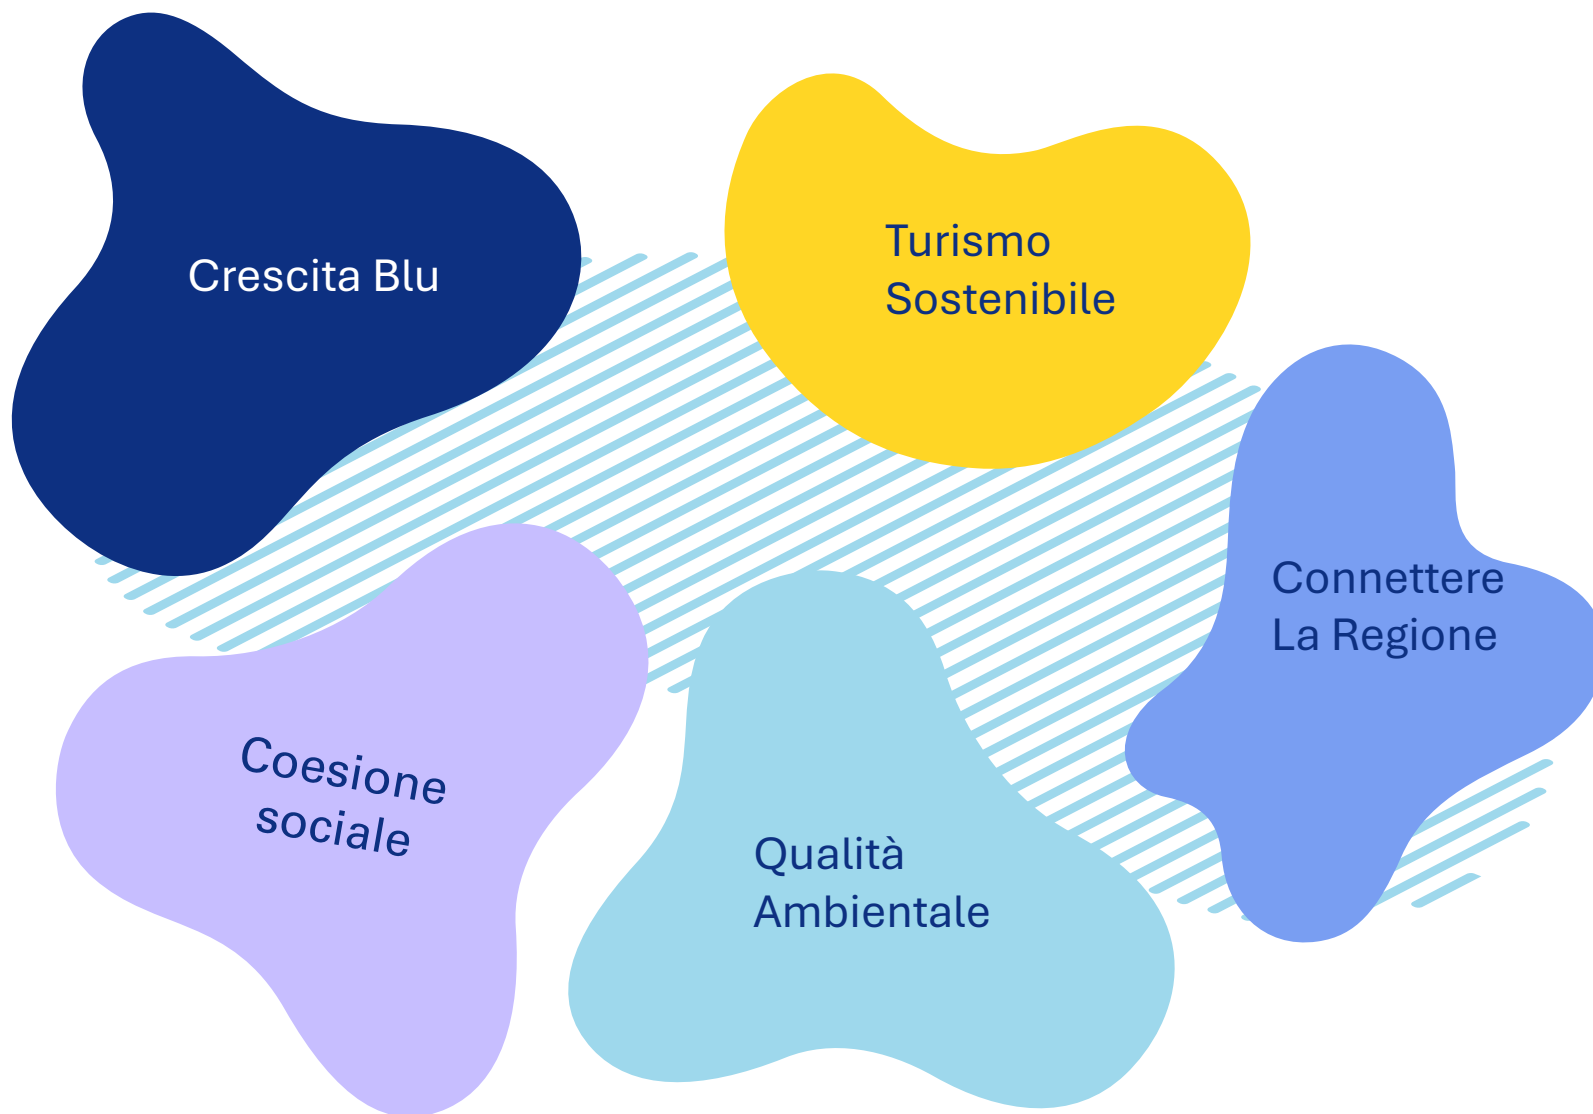 Crescita Blu
Turismo
Sostenibile
Connettere
La Regione
Coesione
sociale
Qualità
Ambientale